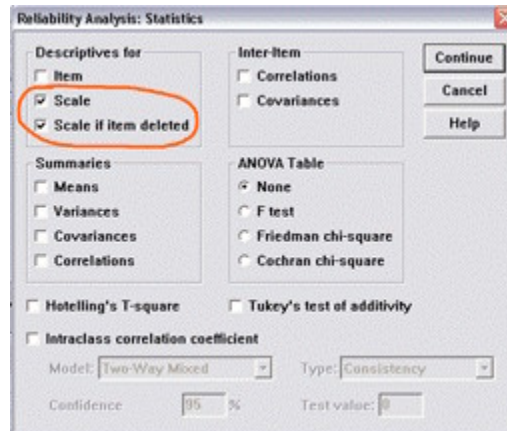 Reliability Analysis: Statistics
Descriptives for
Item
Scale
Scale if item deleted
Inter-Item
Correlations
Covariances
Continue
Cancel
Help
Summaries
Means
Variances
Covariances
Correlations
ANOVA Table
None
F test
Friedman chi-square
Cochran chi-square
Hotelling's T-square
Tukey's test of additivity
Intraclass correlation coefficient
Model: Two-Way Mixed
Type: Consistency
Confidence 95 %
Test value: 0